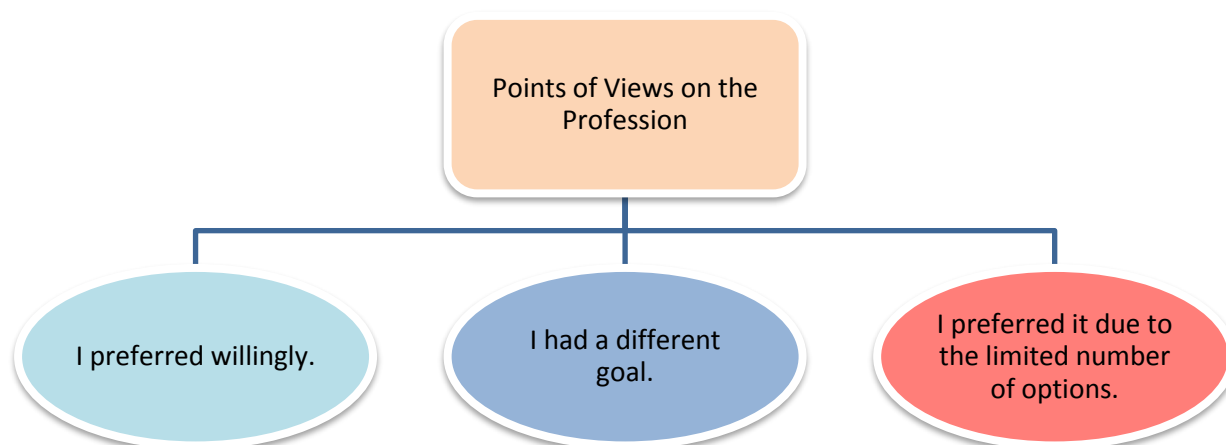 Points of Views on the
Profession
I preferred willingly.
I had a different
goal.
I preferred it due to
the limited number
of options.